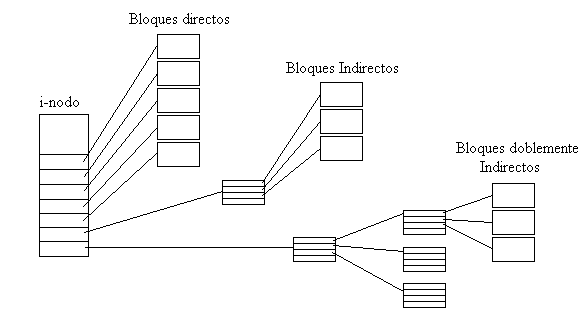 Bloques directos
Bloques Indirectos
i-nodo
Bloques doblemente
Indirectos